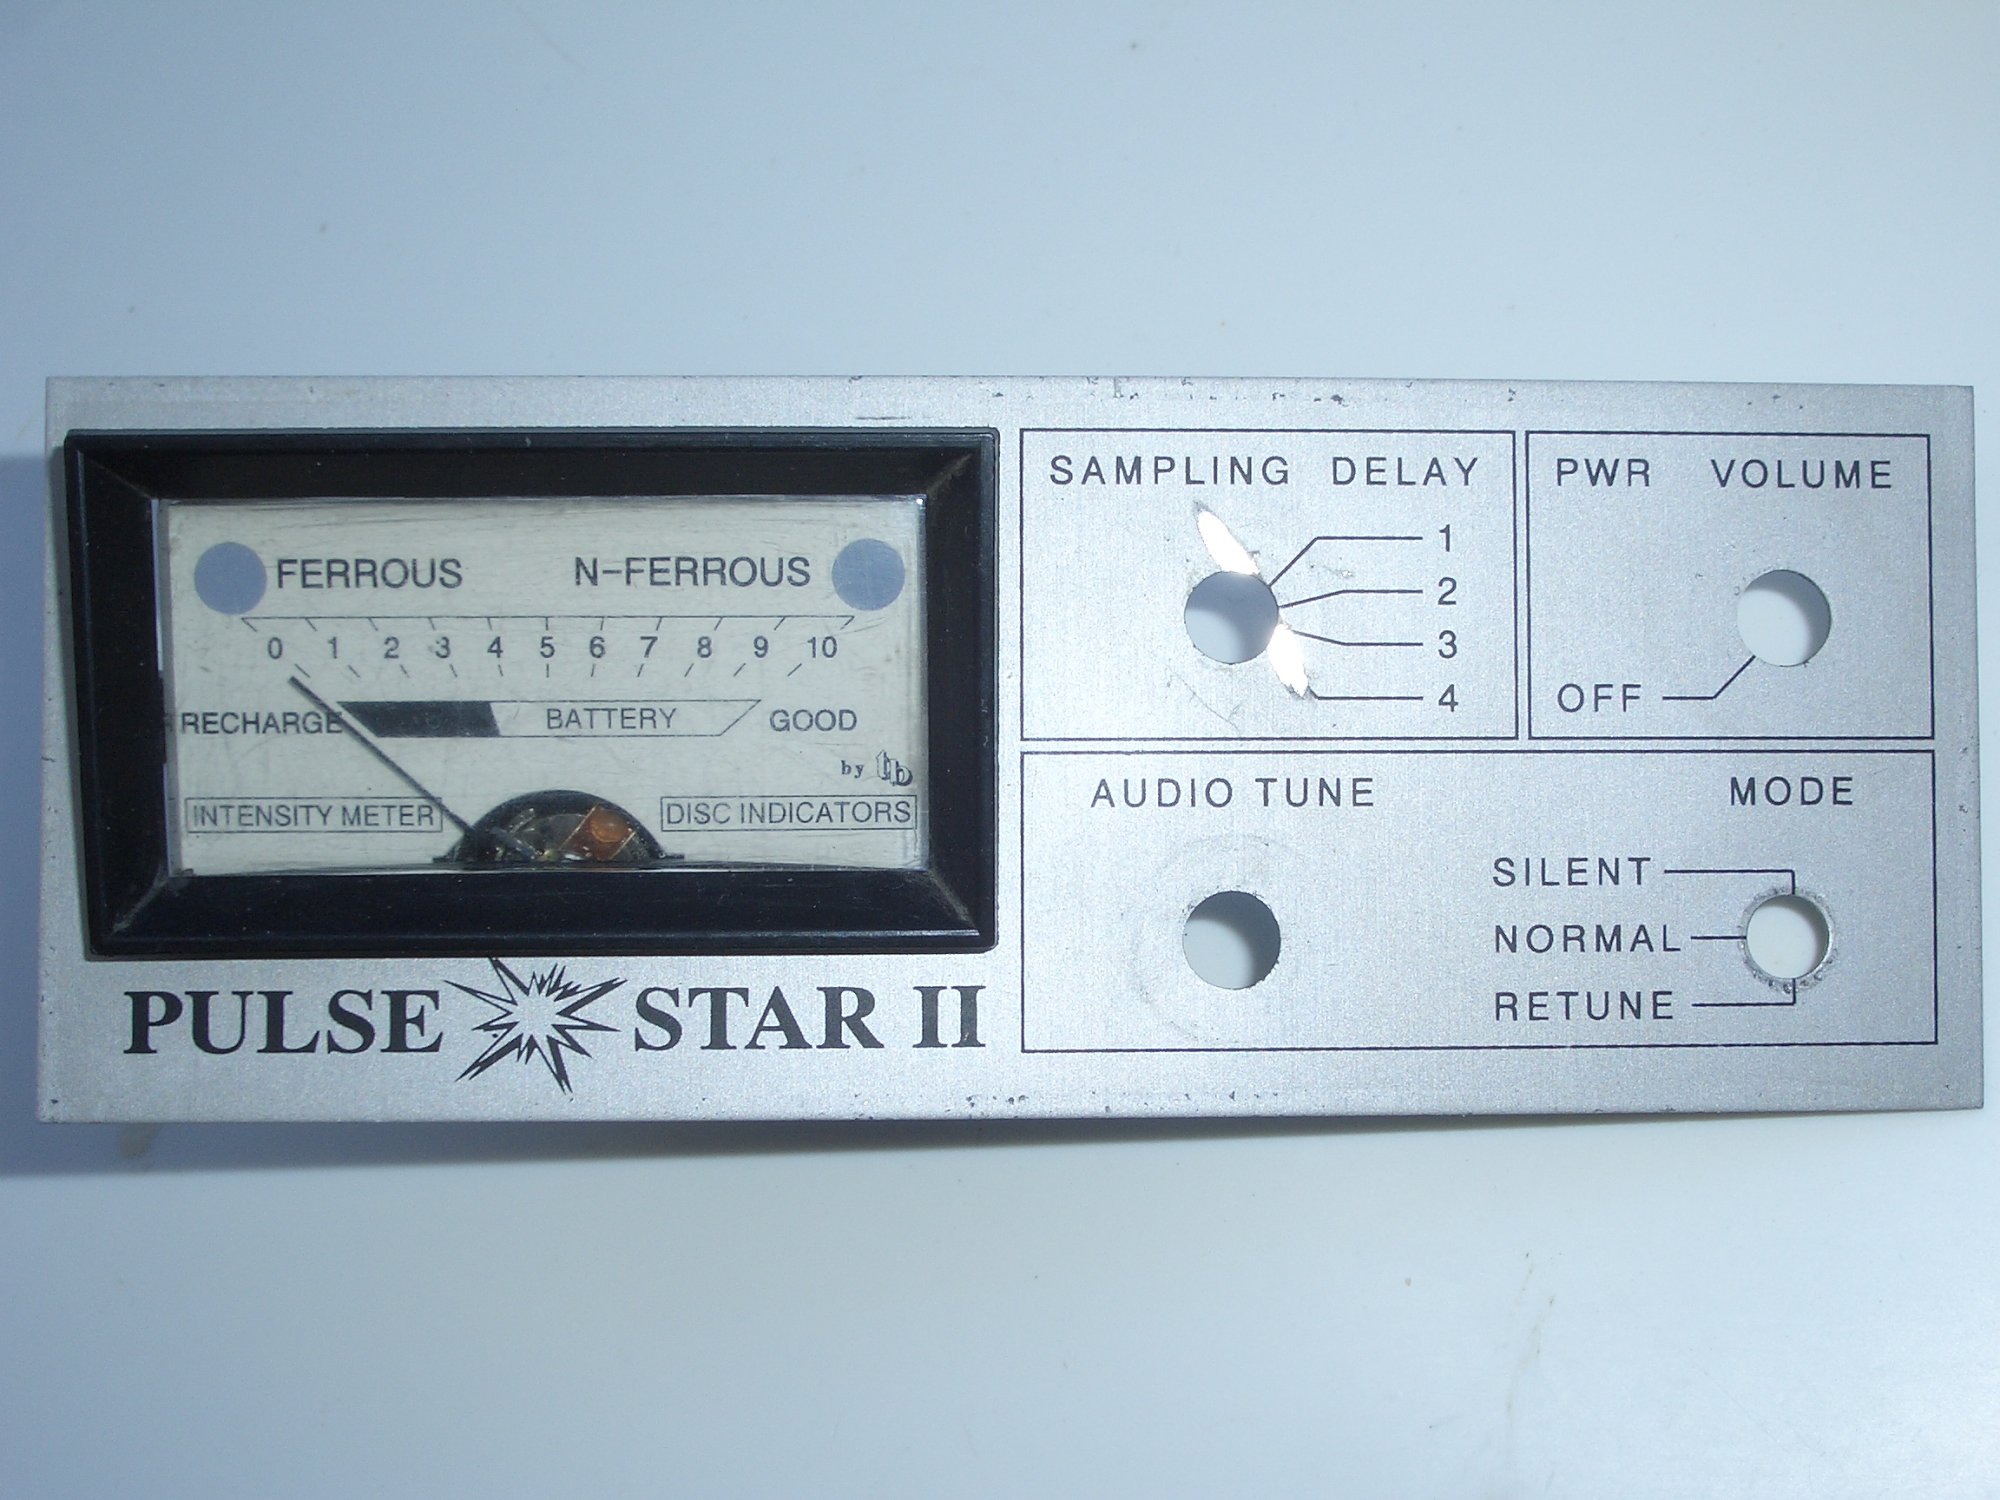 FERROUS N-FERROUS
0 1 2 3 4 5 6 7 8 9 10
RECHARGE BATTERY GOOD
by tb
INTENSITY METER DISC INDICATORS
PULSE STAR II
SAMPLING DELAY
1
2
3
4
PWR VOLUME
OFF
AUDIO TUNE MODE
SILENT
NORMAL
RETUNE